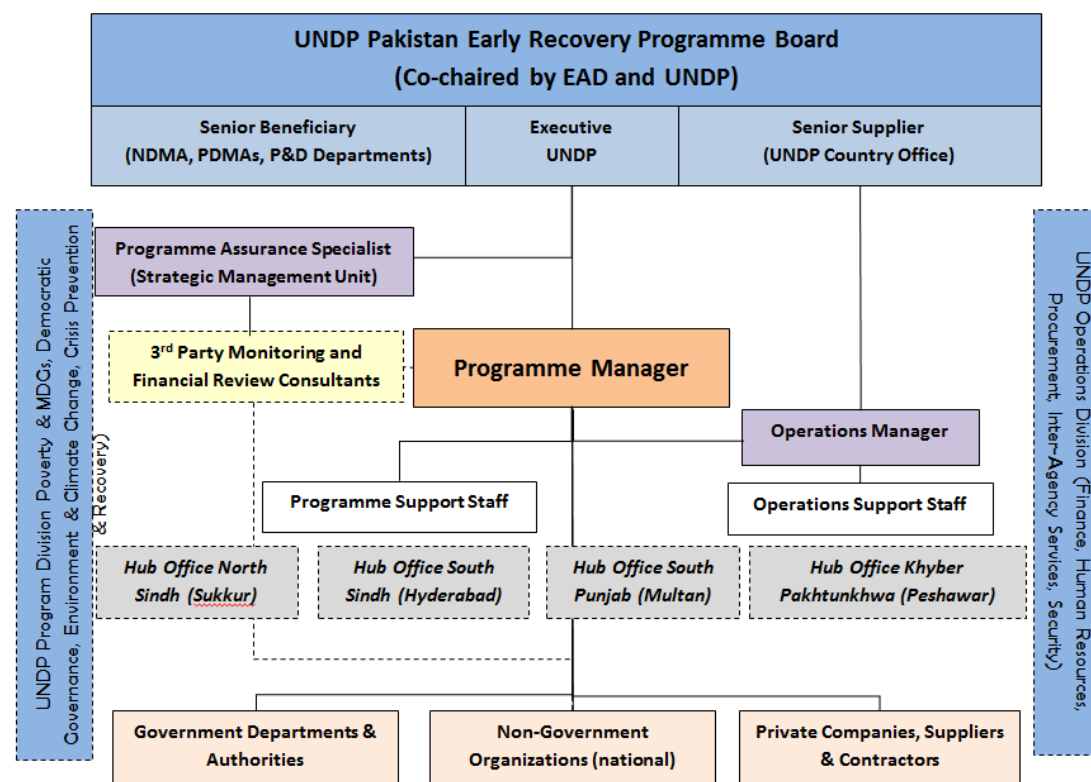 UNDP Pakistan Early Recovery Programme Board
(Co-chaired by EAD and UNDP)
Senior Beneficiary
(NDMA, PDMAs, P&D Departments)
Executive
UNDP
Senior Supplier
(UNDP Country Office)
UNDP Program Division Poverty & MDGs, Democratic
Governance, Environment & Climate Change, Crisis Prevention
& Recovery)
Programme Assurance Specialist
(Strategic Management Unit)
3rd Party Monitoring and
Financial Review Consultants
Programme Manager
Operations Manager
Programme Support Staff
Operations Support Staff
Hub Office North
Sindh (Sukkur)
Hub Office South
Sindh (Hyderabad)
Hub Office South
Punjab (Multan)
Hub Office Khyber
Pakhtunkhwa (Peshawar)
Government Departments &
Authorities
Non-Government
Organizations (national)
Private Companies, Suppliers
& Contractors
UNDP Operations Division (Finance, Human Resources,
Procurement, Inter-Agency Services, Security)